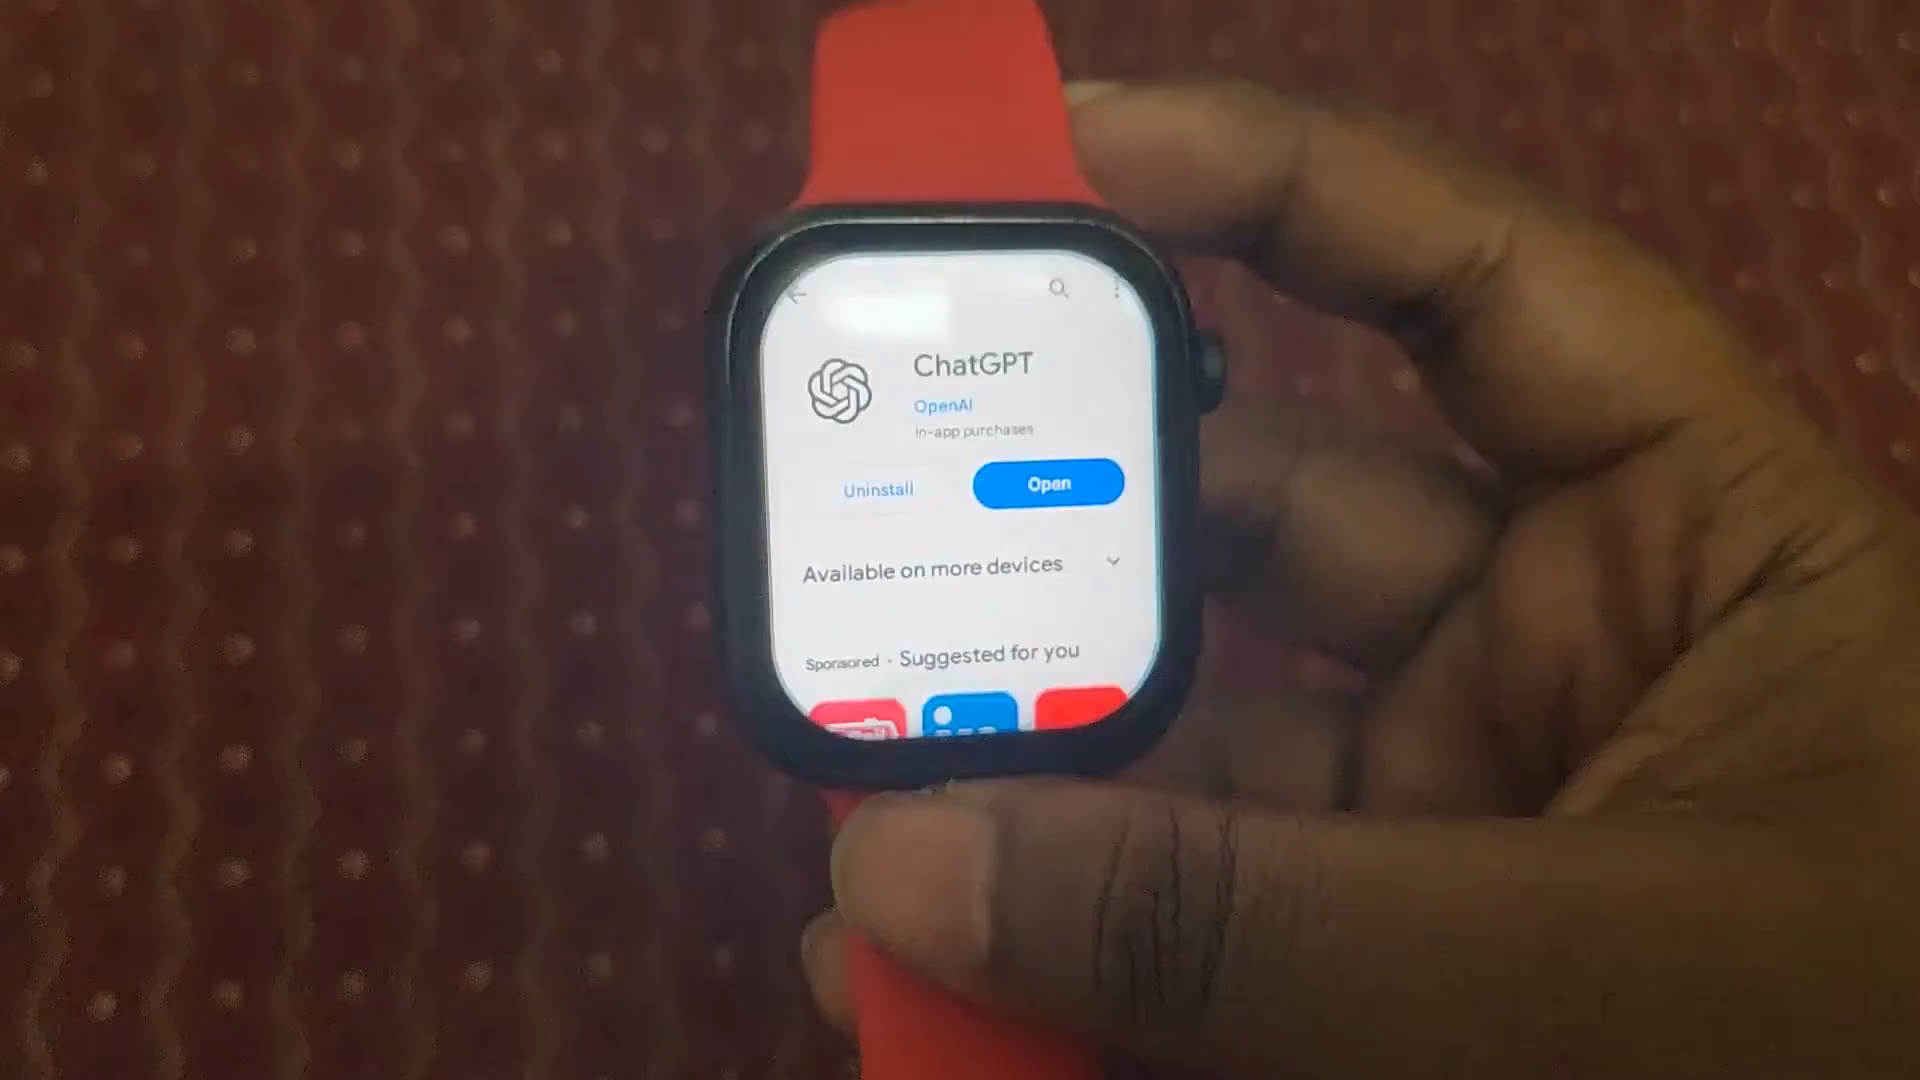 ChatGPT
OpenAI
In-app purchases
Uninstall
Open
Available on more devices
Sponsored · Suggested for you